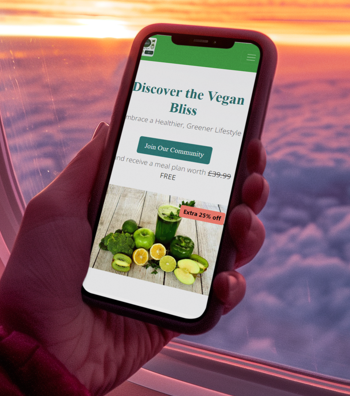 Discover the Vegan
Bliss
mbrace a Healthier, Greener Lifestyle
Join Our Community
nd receive a meal plan worth £39.99
FREE
Extra 25% off